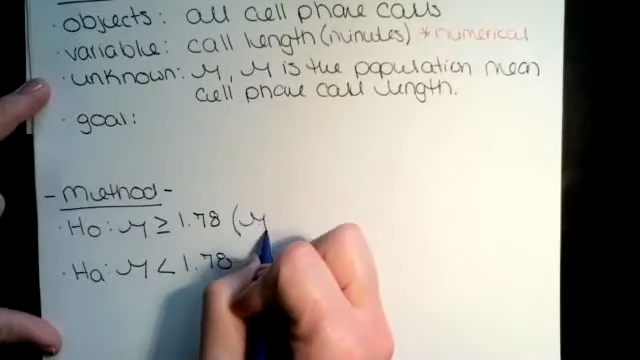 · objects: all cell phone calls
· variable: call length (minutes) *numerical
· unknown: μ, μ is the population mean
cell phone call length.
· goal:
- Method -
· Ho: μ ≥ 1.78 (μ
· Ha: μ < 1.78